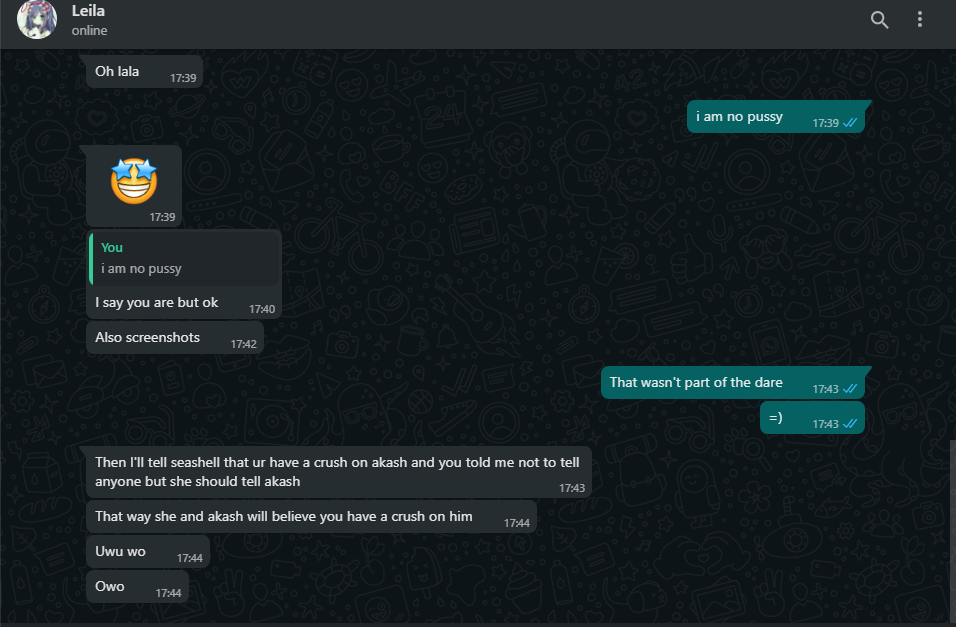 Leila
online
Oh lala
17:39
i am no pussy
17:39
17:39
You
i am no pussy
I say you are but ok
17:40
Also screenshots
17:42
That wasn't part of the dare
17:43
=)
17:43
Then I'll tell seashell that ur have a crush on akash and you told me not to tell
anyone but she should tell akash
17:43
That way she and akash will believe you have a crush on him
17:44
Uwu wo
17:44
Owo
17:44